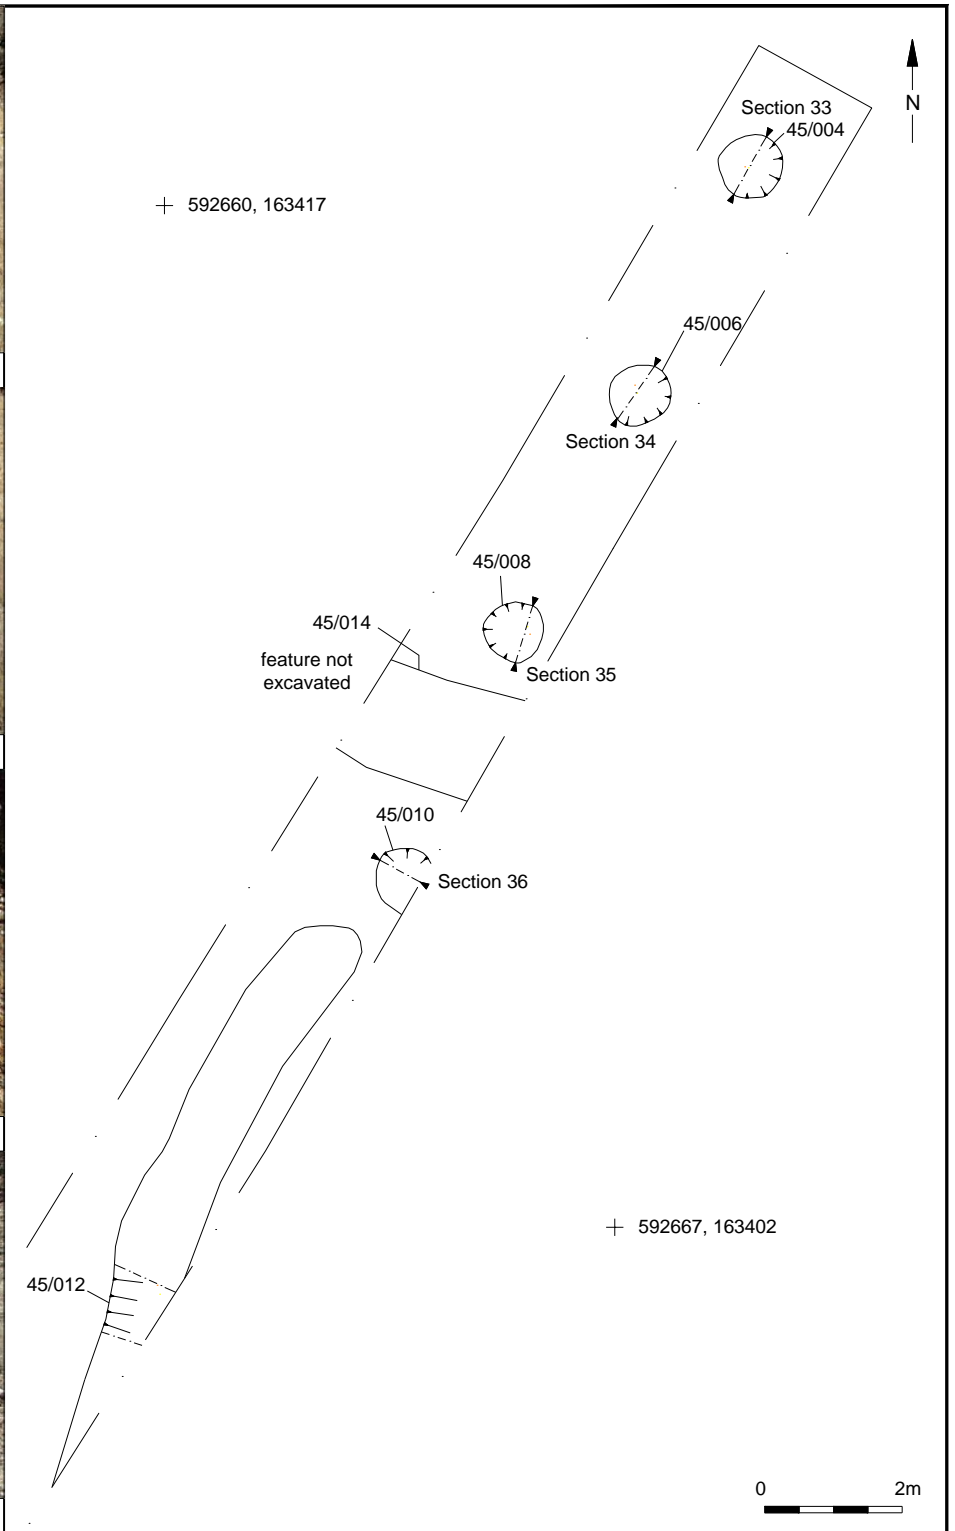 Section 33
45/004
N
592660, 163417
45/006
Section 34
45/008
45/014
feature not
excavated
Section 35
45/010
Section 36
592667, 163402
45/012
0 2m